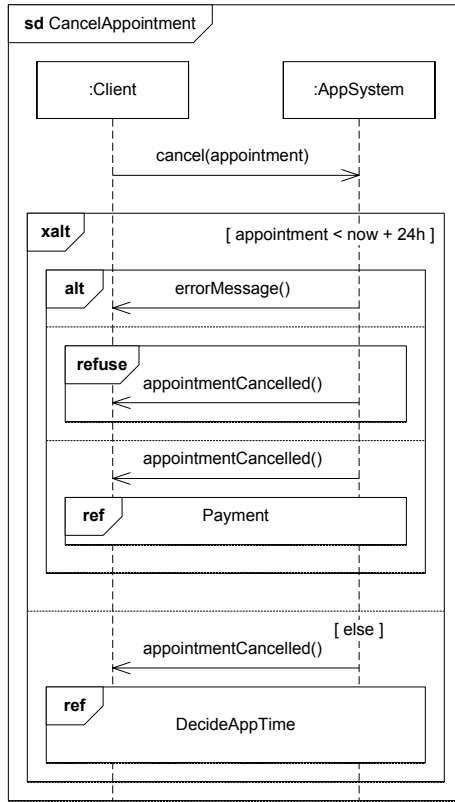 sd CancelAppointment
:Client
:AppSystem
cancel(appointment)
xalt
[ appointment < now + 24h ]
alt
errorMessage()
refuse
appointmentCancelled()
appointmentCancelled()
ref
Payment
[ else ]
appointmentCancelled()
ref
DecideAppTime